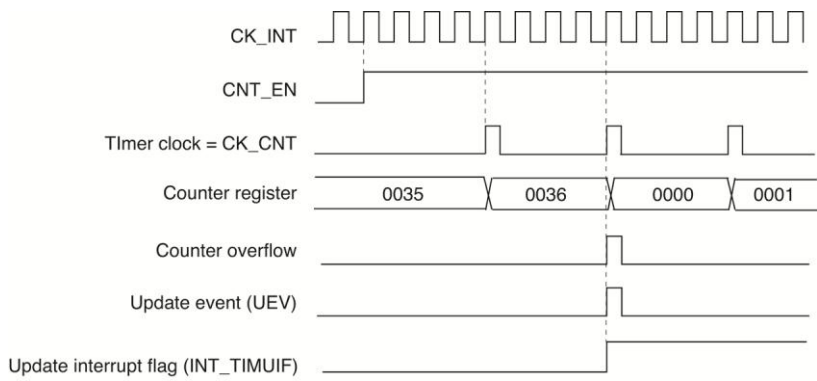 CK_INT
CNT_EN
TImer clock = CK_CNT
Counter register 0035 0036 0000 0001
Counter overflow
Update event (UEV)
Update interrupt flag (INT_TIMUIF)